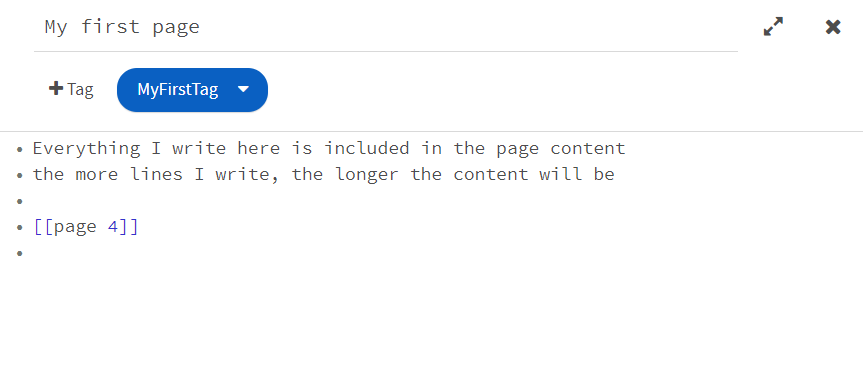 My first page
Tag MyFirstTag
Everything I write here is included in the page content
the more lines I write, the longer the content will be
[[page 4]]